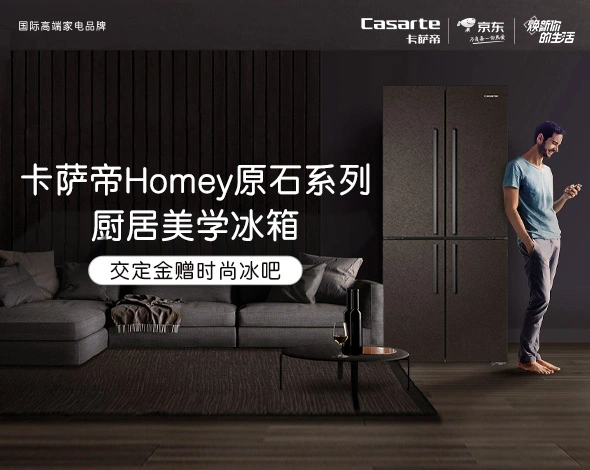 国际高端家电品牌
Casarte
卡萨帝
京东
焕新你
的生活
Casarte
卡萨帝Homey原石系列
厨居美学冰箱
交定金赠时尚冰吧